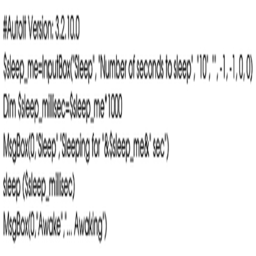 #AutoIt Version: 3.2.10.0
$sleep_me=InputBox("Sleep", "Number of seconds to sleep", "10", "", -1, -1, 0, 0)
Dim $sleep_millisec=$sleep_me*1000
MsgBox(0,"Sleep","Sleeping for "&$sleep_me&" sec")
sleep ($sleep_millisec)
MsgBox(0,"Awake","... Awaking")